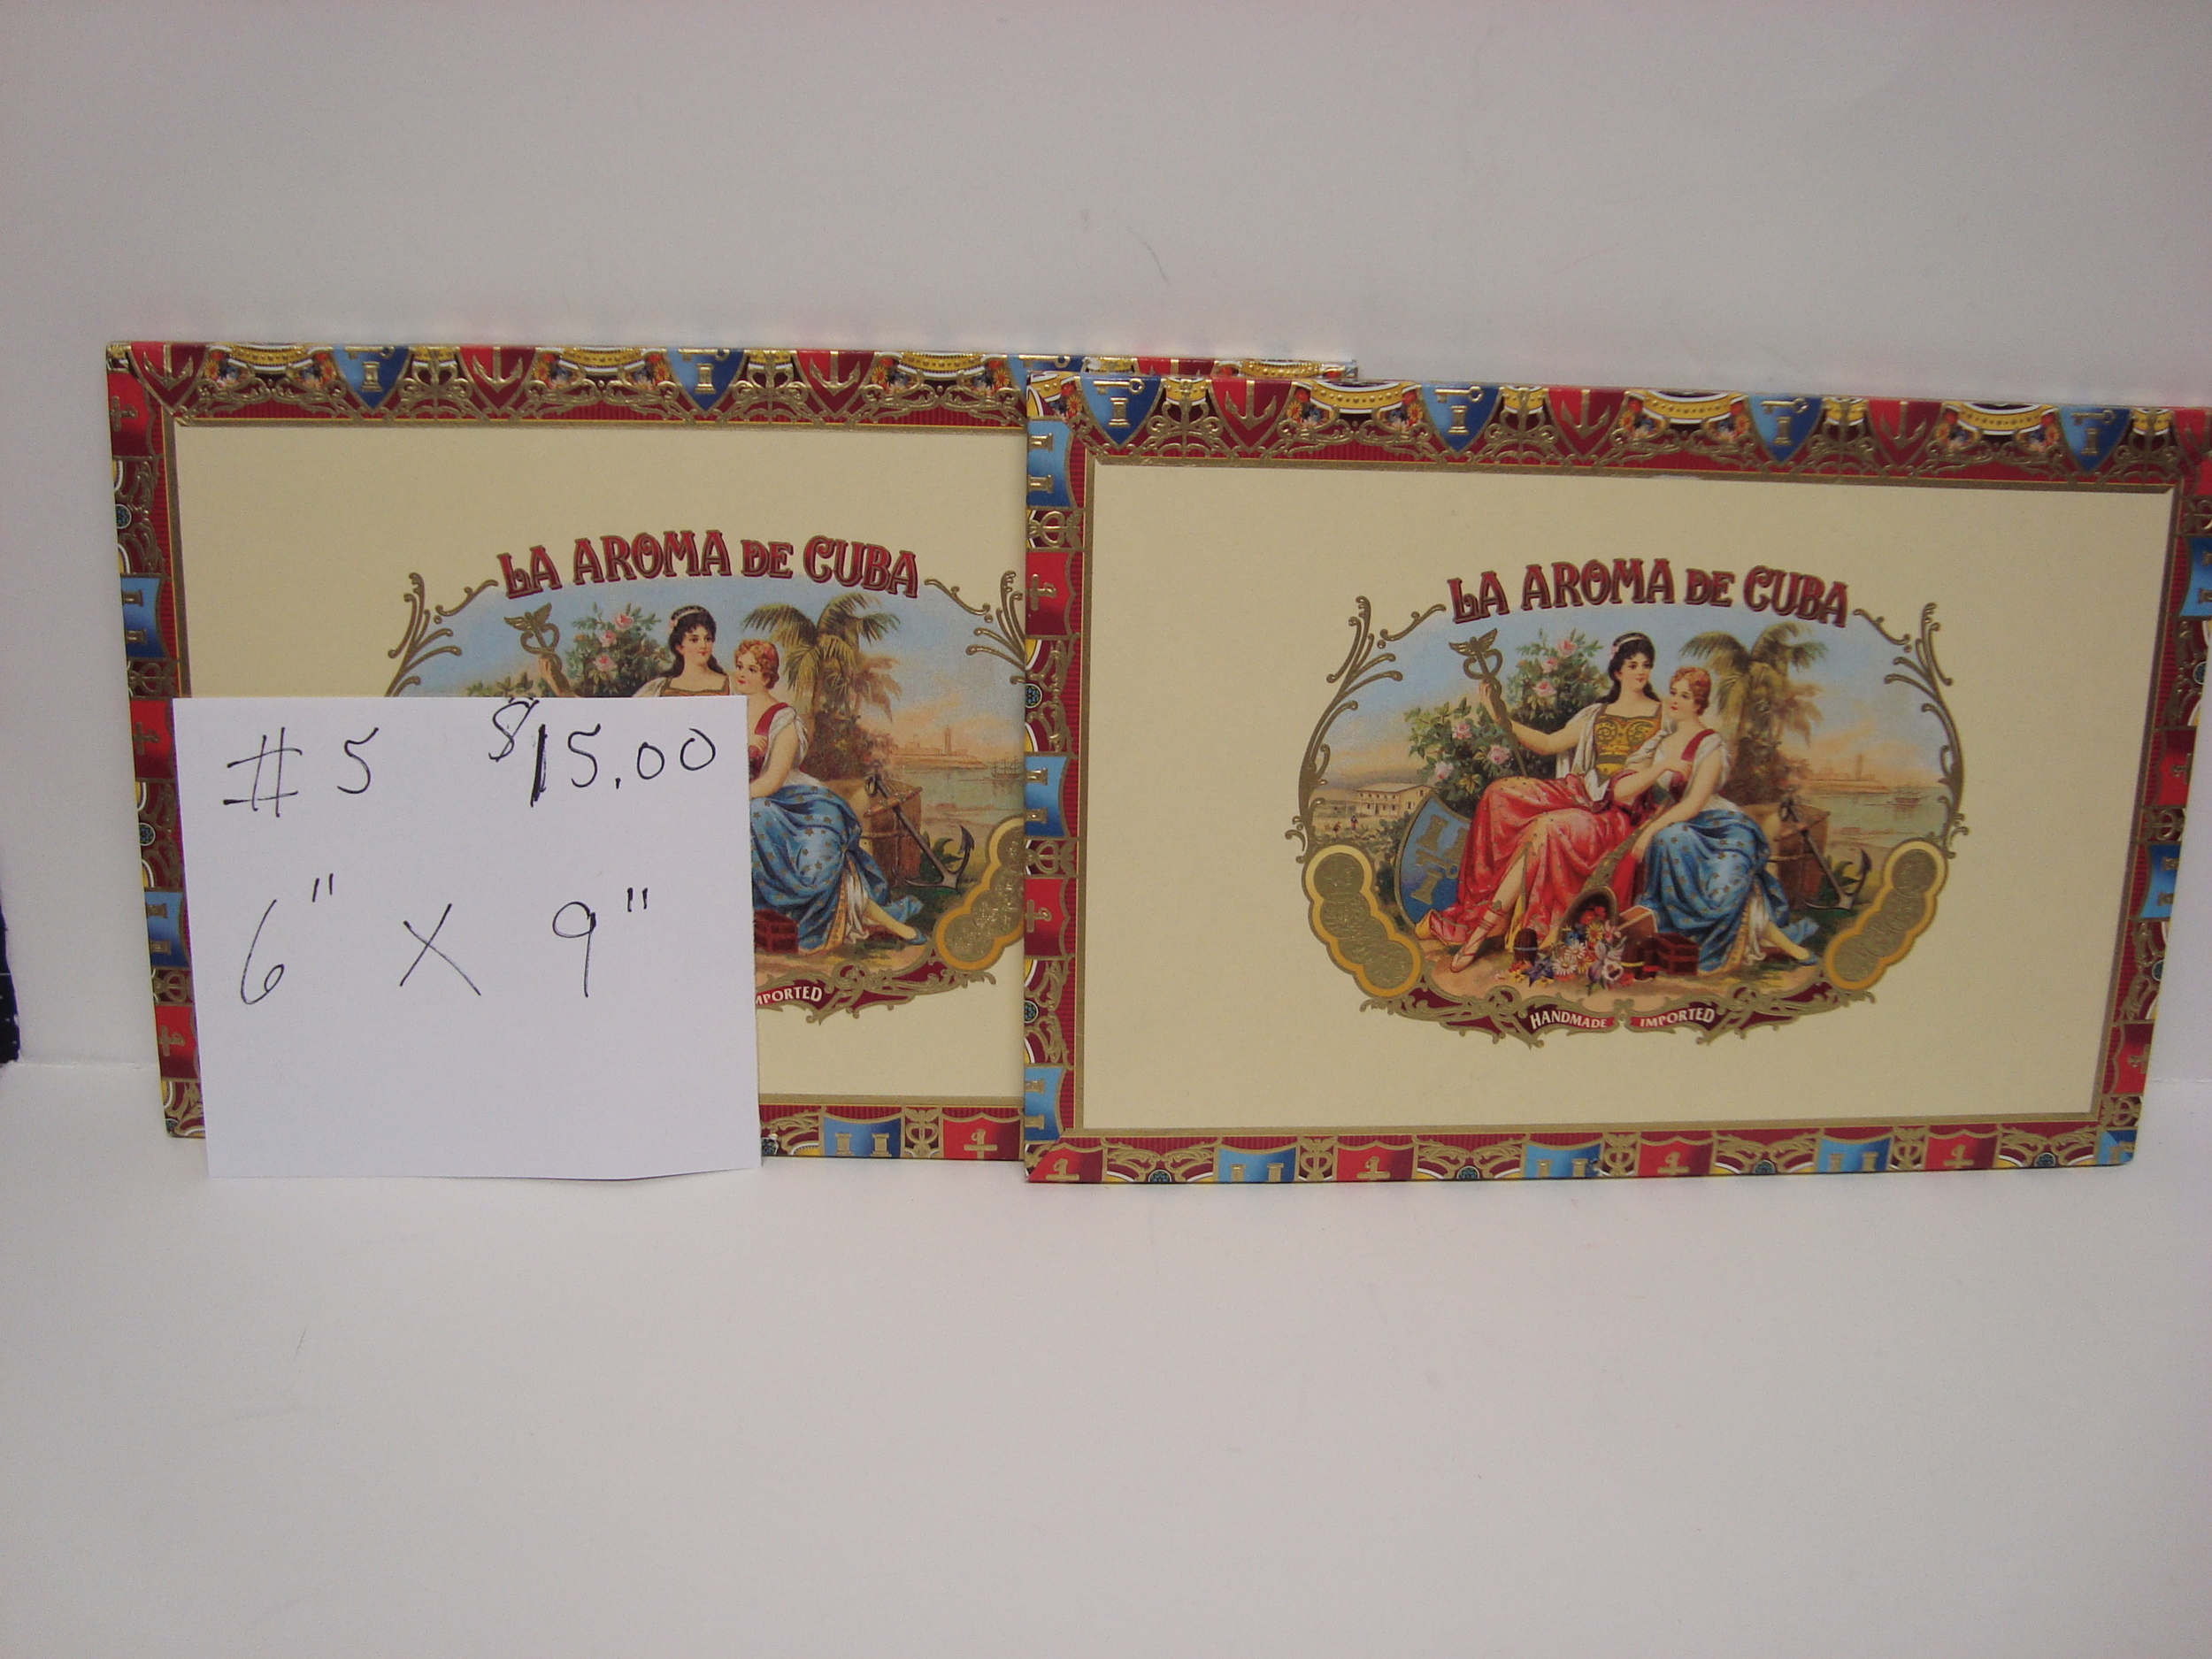 LA AROMA DE CUBA
IMPORTED
# 5 $15.00
6" X 9"
LA AROMA DE CUBA
HANDMADE IMPORTED